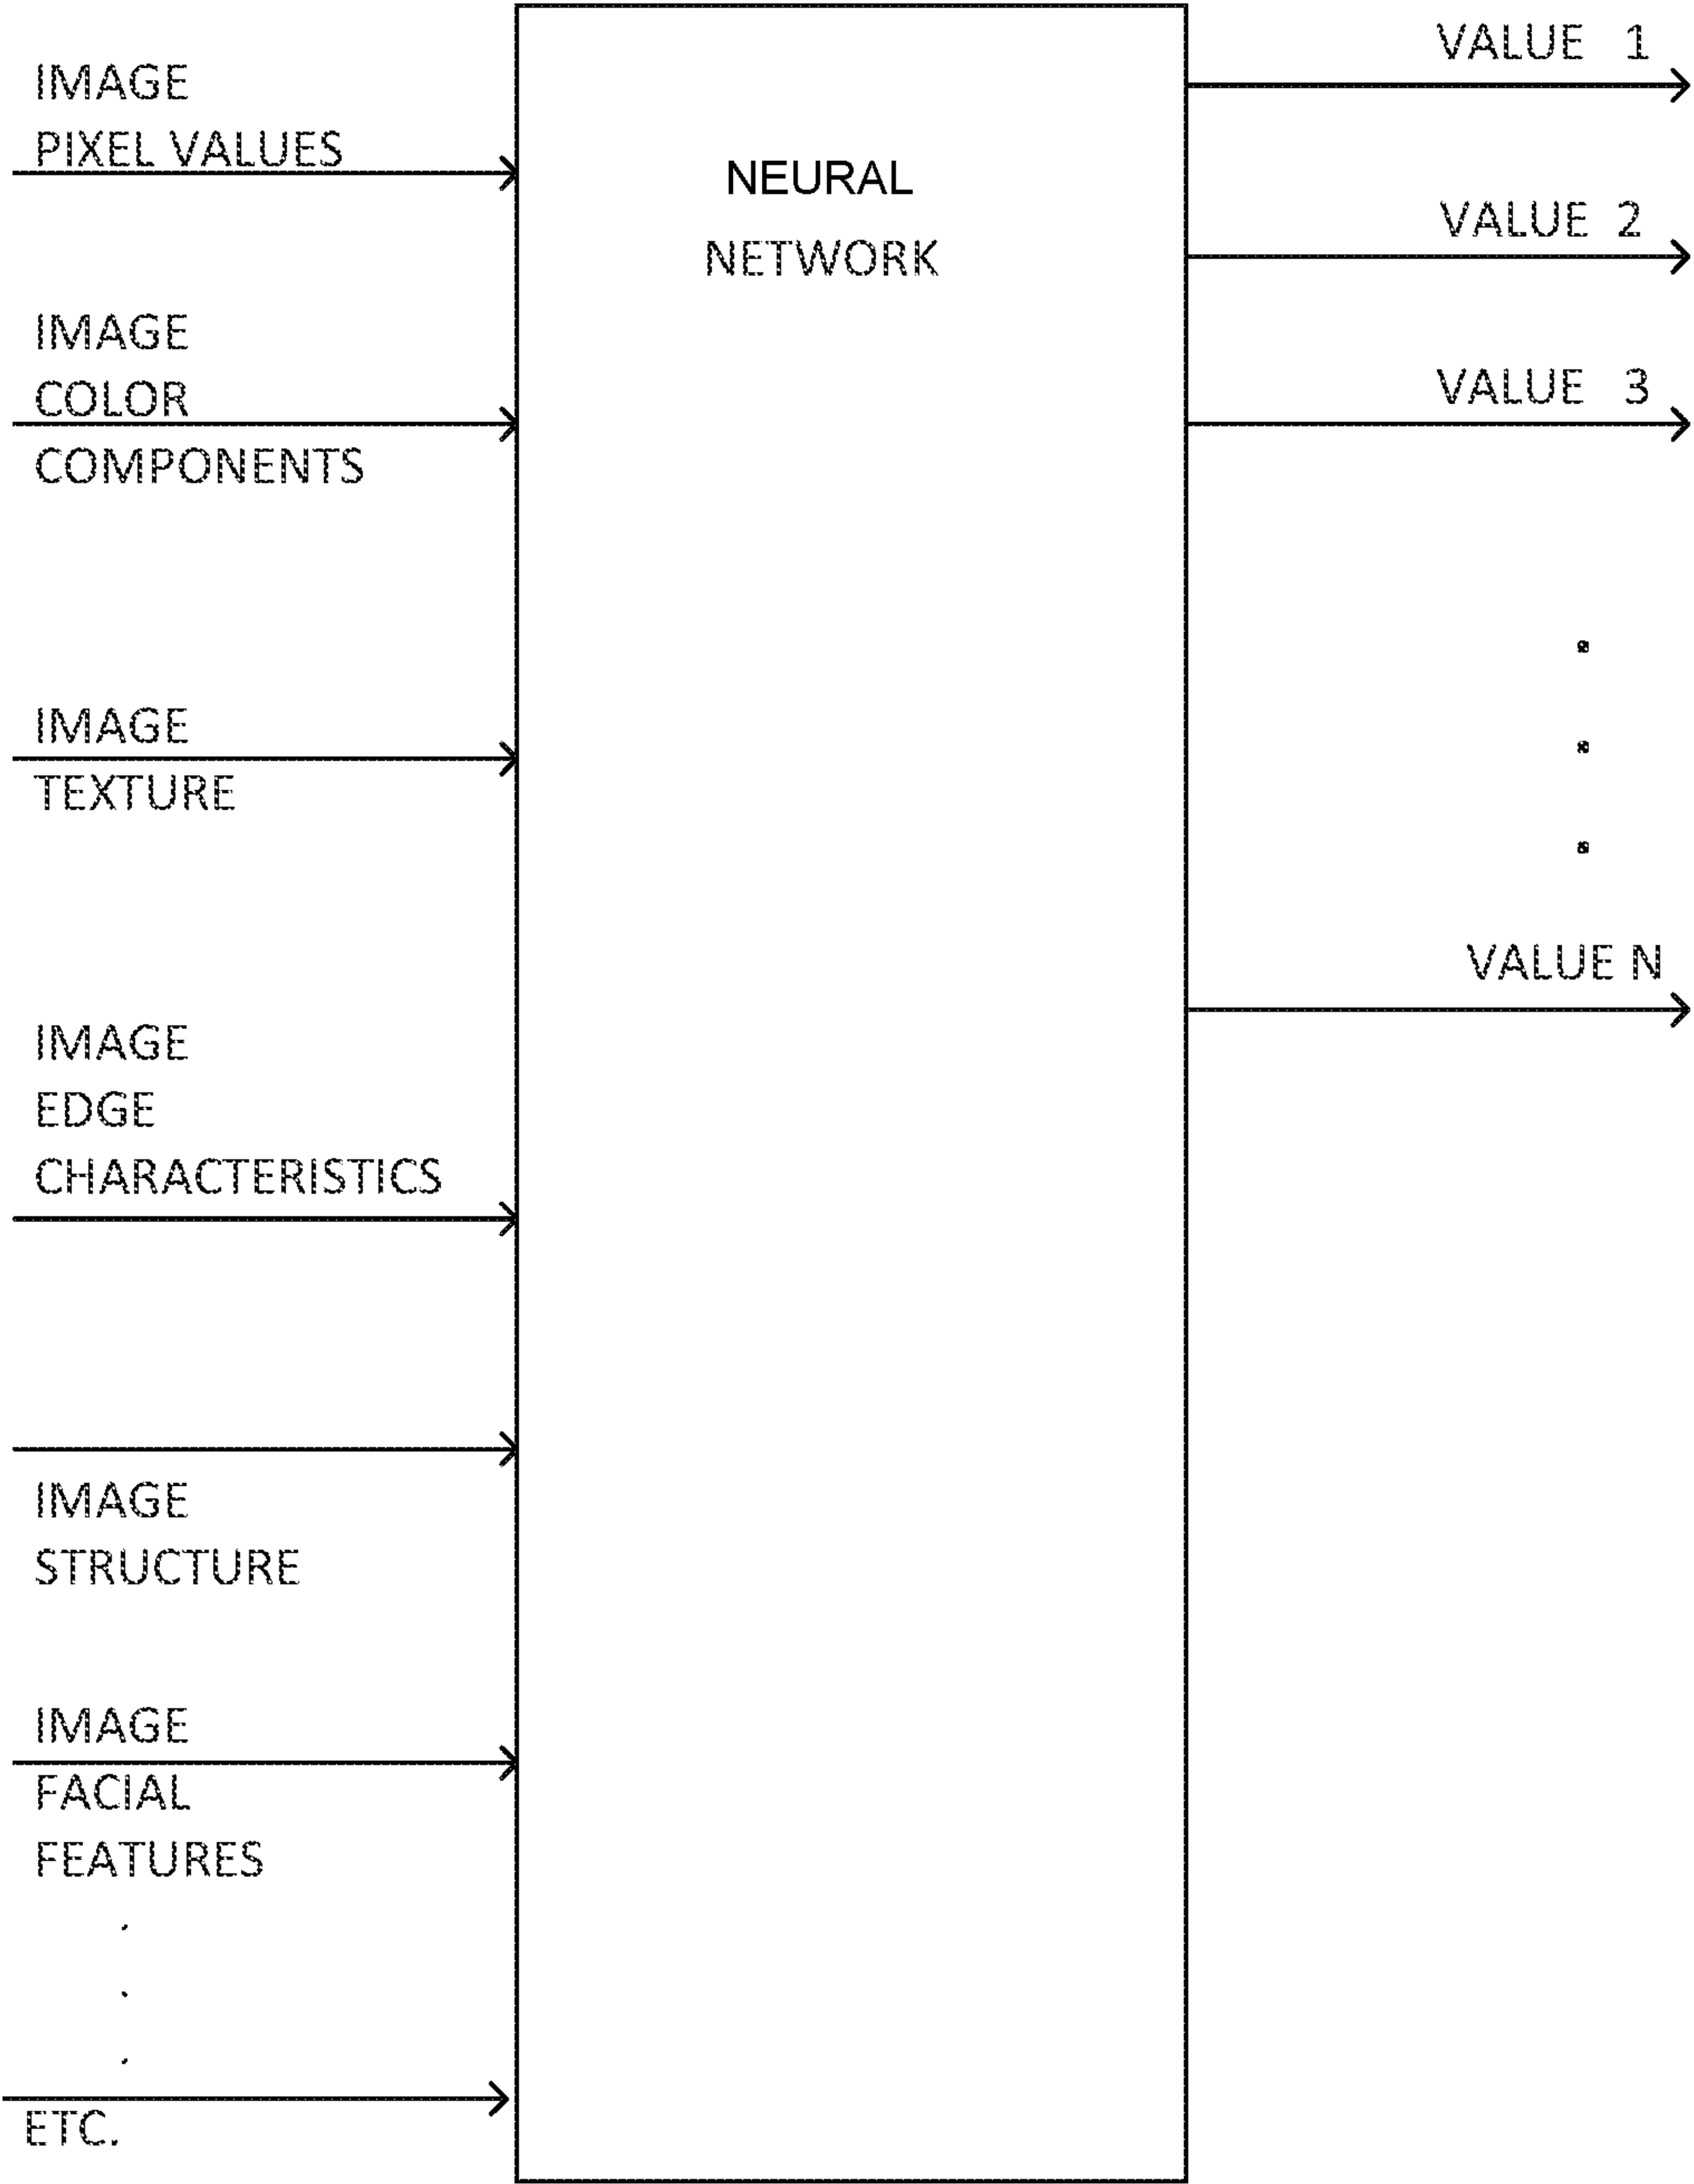 IMAGE
PIXEL VALUES
IMAGE
COLOR
COMPONENTS
IMAGE
TEXTURE
IMAGE
EDGE
CHARACTERISTICS
IMAGE
STRUCTURE
IMAGE
FACIAL
FEATURES
.
.
.
ETC.
NEURAL
NETWORK
VALUE 1
VALUE 2
VALUE 3
.
.
.
VALUE N